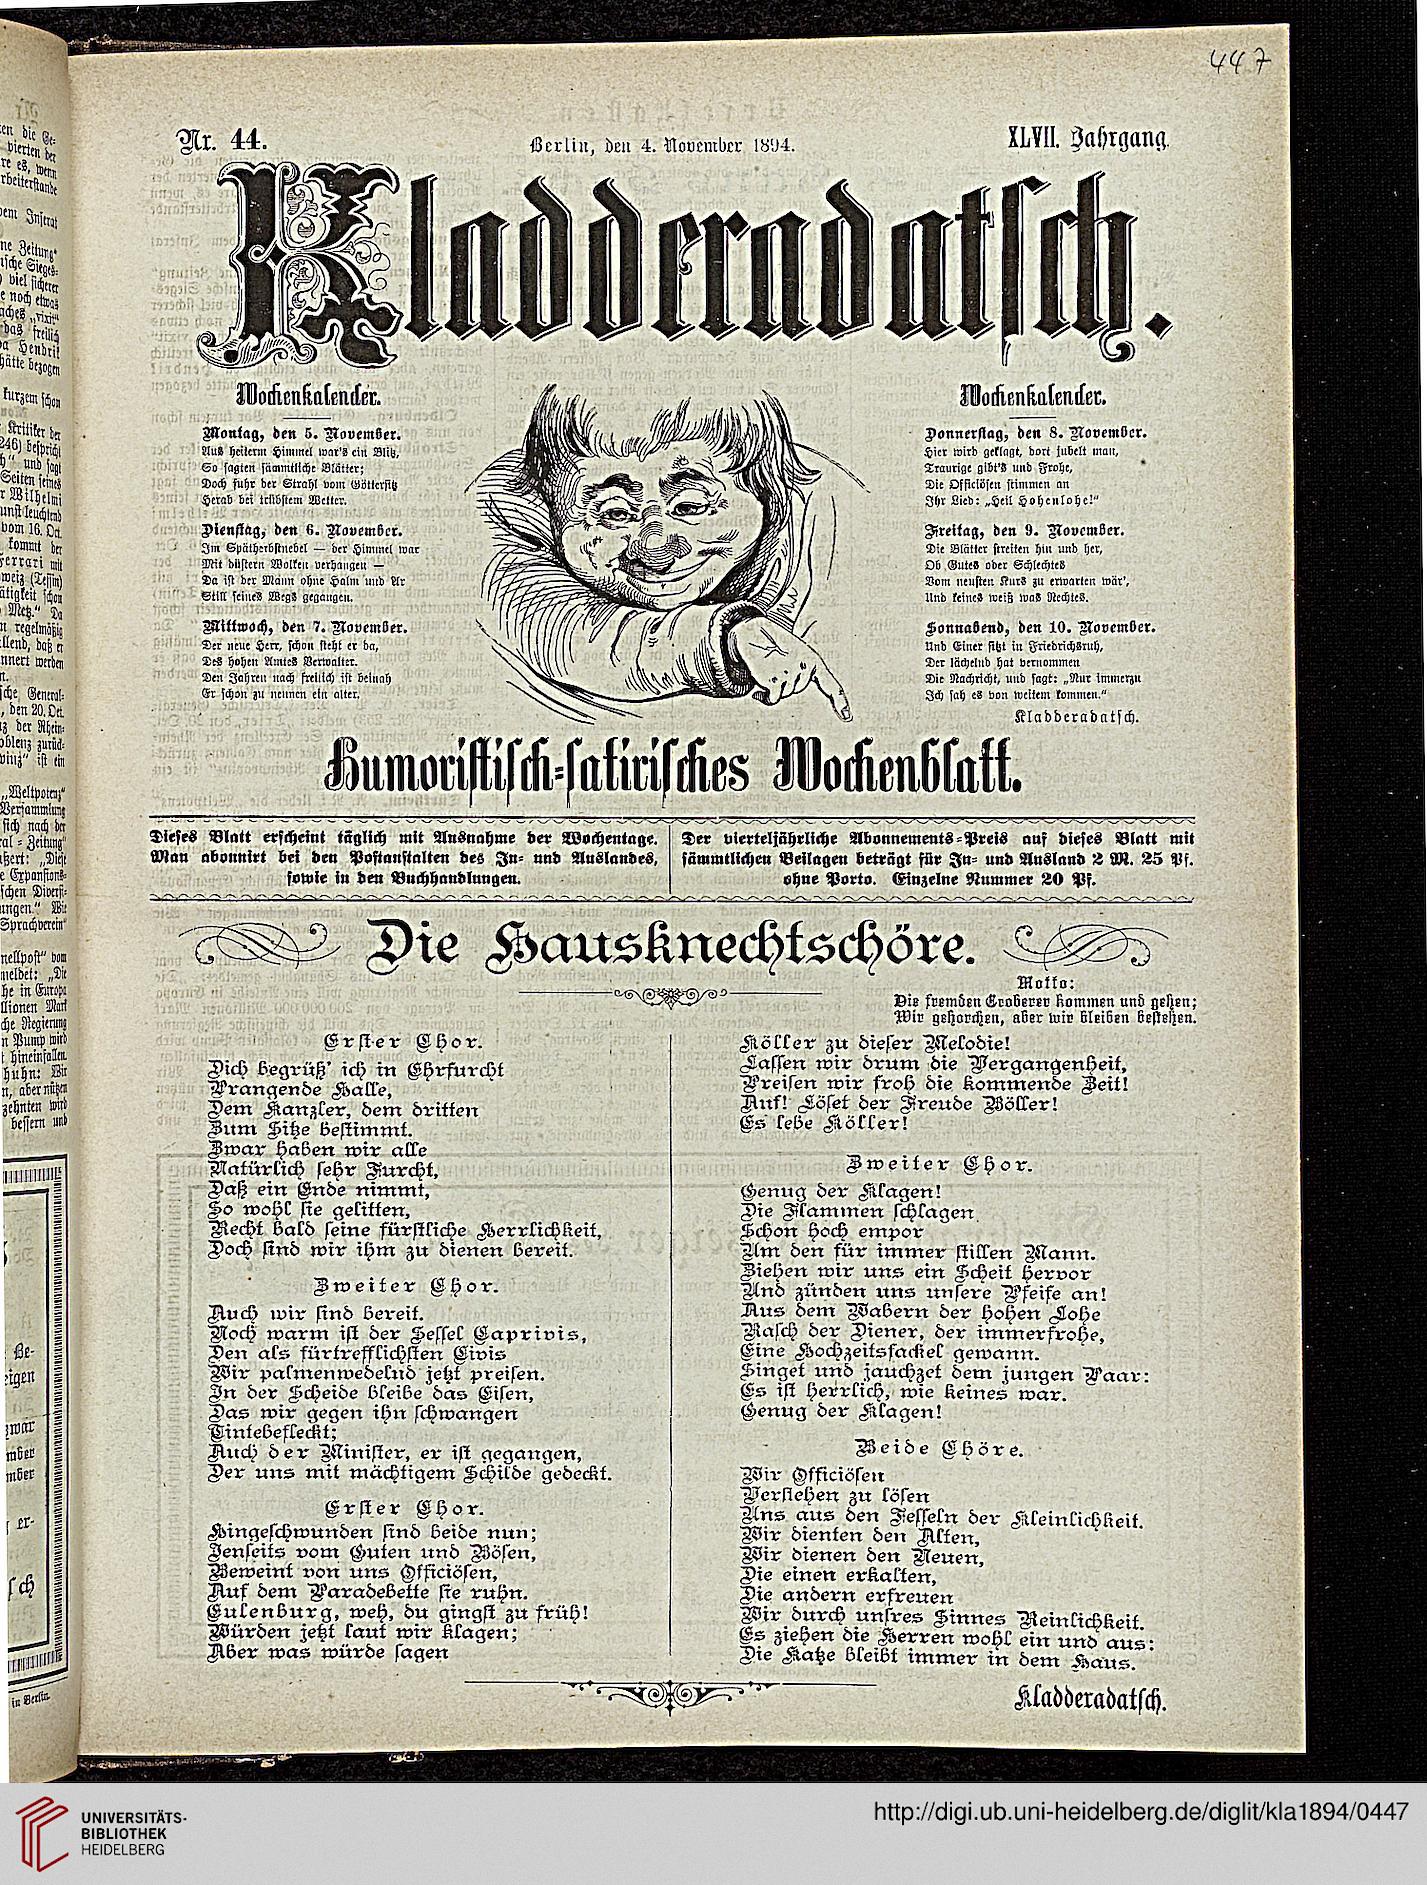 447
Nr. 44.
Berlin, den 4. November 1894.
XLVII. Jahrgang.
Kladderadatsch.
Wochenkalender.
Montag, den 5. November.
Aus heiterm Himmel war's ein Blitz,
So sagten sämmtliche Blätter;
Doch fuhr der Strahl vom Göttersitz
Herab bei trübstem Wetter.
Dienstag, den 6. November.
Im Spätherbstnebel — der Himmel war
Mit düstern Wolken verhangen —
Da ist der Mann ohne Halm und Ar
Still seines Wegs gegangen.
Mittwoch, den 7. November.
Der neue Herr, schon steht er da,
Des hohen Amtes Verwalter.
Den Jahren nach freilich ist beinah
Er schon zu nennen ein alter.
Wochenkalender.
Donnerstag, den 8. November.
Hier wird geklagt, dort jubelt man,
Traurige gibt's und Frohe,
Die Officiösen stimmen an
Ihr Lied: „Heil Hohenlohe!“
Freitag, den 9. November.
Die Blätter streiten hin und her,
Ob Gutes oder Schlechtes
Vom neusten Kurs zu erwarten wär',
Und keines weiß was Rechtes.
Sonnabend, den 10. November.
Und Einer sitzt in Friedrichsruh,
Der lächelnd hat vernommen
Die Nachricht, und sagt: „Nur immerzu
Ich sah es von weitem kommen.“
Kladderadatsch.
Humoristisch-satirisches Wochenblatt.
Dieses Blatt erscheint täglich mit Ausnahme der Wochentage.
Man abonnirt bei den Postanstalten des In- und Auslandes,
sowie in den Buchhandlungen.
Der vierteljährliche Abonnements-Preis auf dieses Blatt mit
sämmtlichen Beilagen beträgt für In- und Ausland 2 M. 25 Pf.
ohne Porto. Einzelne Nummer 20 Pf.
Die Hausknechtschöre.
Motto:
Die fremden Eroberer kommen und gehen;
Wir gehorchen, aber wir bleiben bestehen.
Erster Chor.
Dich begrüß' ich in Ehrfurcht
Prangende Halle,
Dem Kanzler, dem dritten
Zum Sitze bestimmt.
Zwar haben wir alle
Natürlich sehr Furcht,
Daß ein Ende nimmt,
So wohl sie gelitten,
Recht bald seine fürstliche Herrlichkeit,
Doch sind wir ihm zu dienen bereit.
Zweiter Chor.
Auch wir sind bereit.
Noch warm ist der Sessel Caprivis,
Den als fürtrefflichsten Civis
Wir palmenwedelnd jetzt preisen.
In der Scheide bleibe das Eisen,
Das wir gegen ihn schwangen
Tintebefleckt;
Auch der Minister, er ist gegangen,
Der uns mit mächtigem Schilde gedeckt.
Erster Chor.
Hingeschwunden sind beide nun;
Jenseits vom Guten und Bösen,
Beweint von uns Officiösen,
Auf dem Paradebette sie ruhn.
Eulenburg, weh, du gingst zu früh!
Würden jetzt laut wir klagen;
Aber was würde sagen
Köller zu dieser Melodie!
Lassen wir drum die Vergangenheit,
Preisen wir froh die kommende Zeit!
Auf! Löset der Freude Böller!
Es lebe Köller!
Zweiter Chor.
Genug der Klagen!
Die Flammen schlagen
Schon hoch empor
Um den für immer stillen Mann.
Ziehen wir uns ein Scheit hervor
Und zünden uns unsere Pfeife an!
Aus dem Wabern der hohen Lohe
Rasch der Diener, der immerfrohe,
Eine Hochzeitsfackel gewann.
Singet und jauchzet dem jungen Paar:
Es ist herrlich, wie keines war.
Genug der Klagen!
Beide Chöre.
Wir Officiösen
Verstehen zu lösen
Uns aus den Fesseln der Kleinlichkeit.
Wir dienten den Alten,
Wir dienen den Neuen,
Die einen erkalten,
Die andern erfreuen
Wir durch unsres Sinnes Reinlichkeit.
Es ziehen die Herren wohl ein und aus:
Die Katze bleibt immer in dem Haus.
Kladderadatsch.
UNIVERSITÄTS-
BIBLIOTHEK
HEIDELBERG
http://digi.ub.uni-heidelberg.de/diglit/kla1894/0447